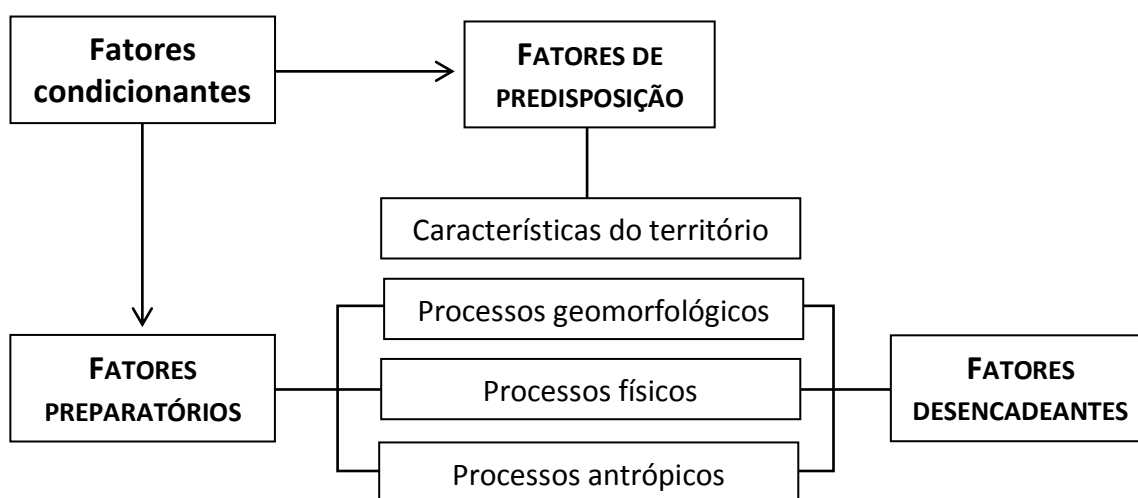 Fatores
condicionantes
FATORES DE
PREDISPOSIÇÃO
Características do território
Processos geomorfológicos
FATORES
PREPARATÓRIOS
Processos físicos
FATORES
DESENCADEANTES
Processos antrópicos